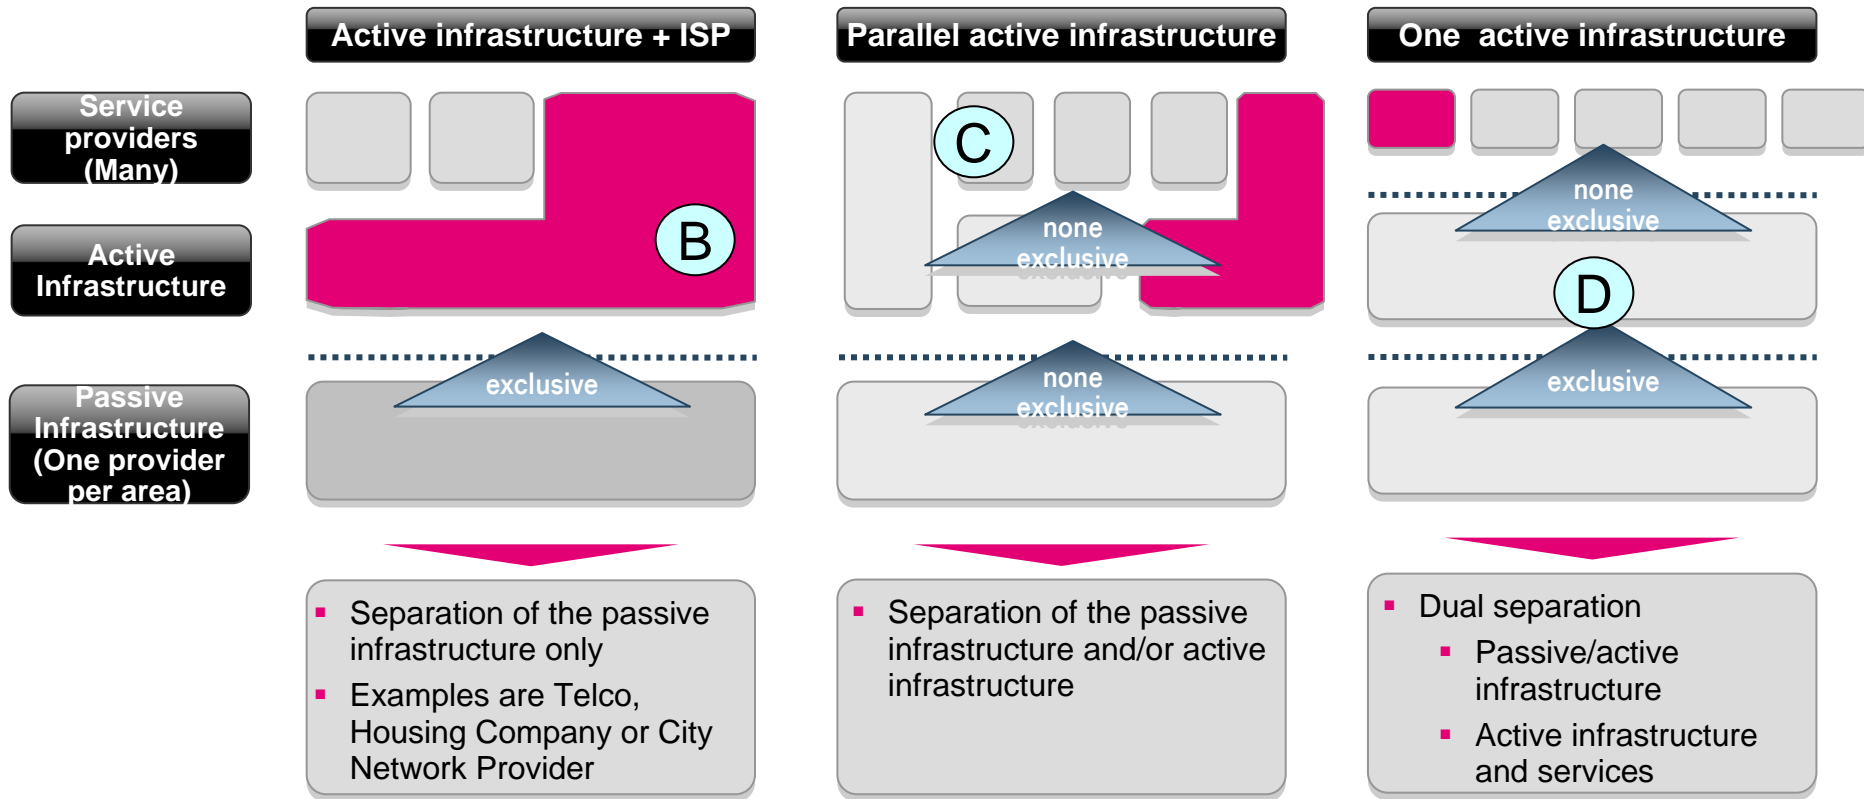 Active infrastructure + ISP
Parallel active infrastructure
One active infrastructure
Service
providers
(Many)
C
none
exclusive
B
none
exclusive
Active
Infrastructure
D
exclusive
none
exclusive
exclusive
Passive
Infrastructure
(One provider
per area)
▪ Separation of the passive
infrastructure only
▪ Examples are Telco,
Housing Company or City
Network Provider
▪ Separation of the passive
infrastructure and/or active
infrastructure
▪ Dual separation
▪ Passive/active
infrastructure
▪ Active infrastructure
and services